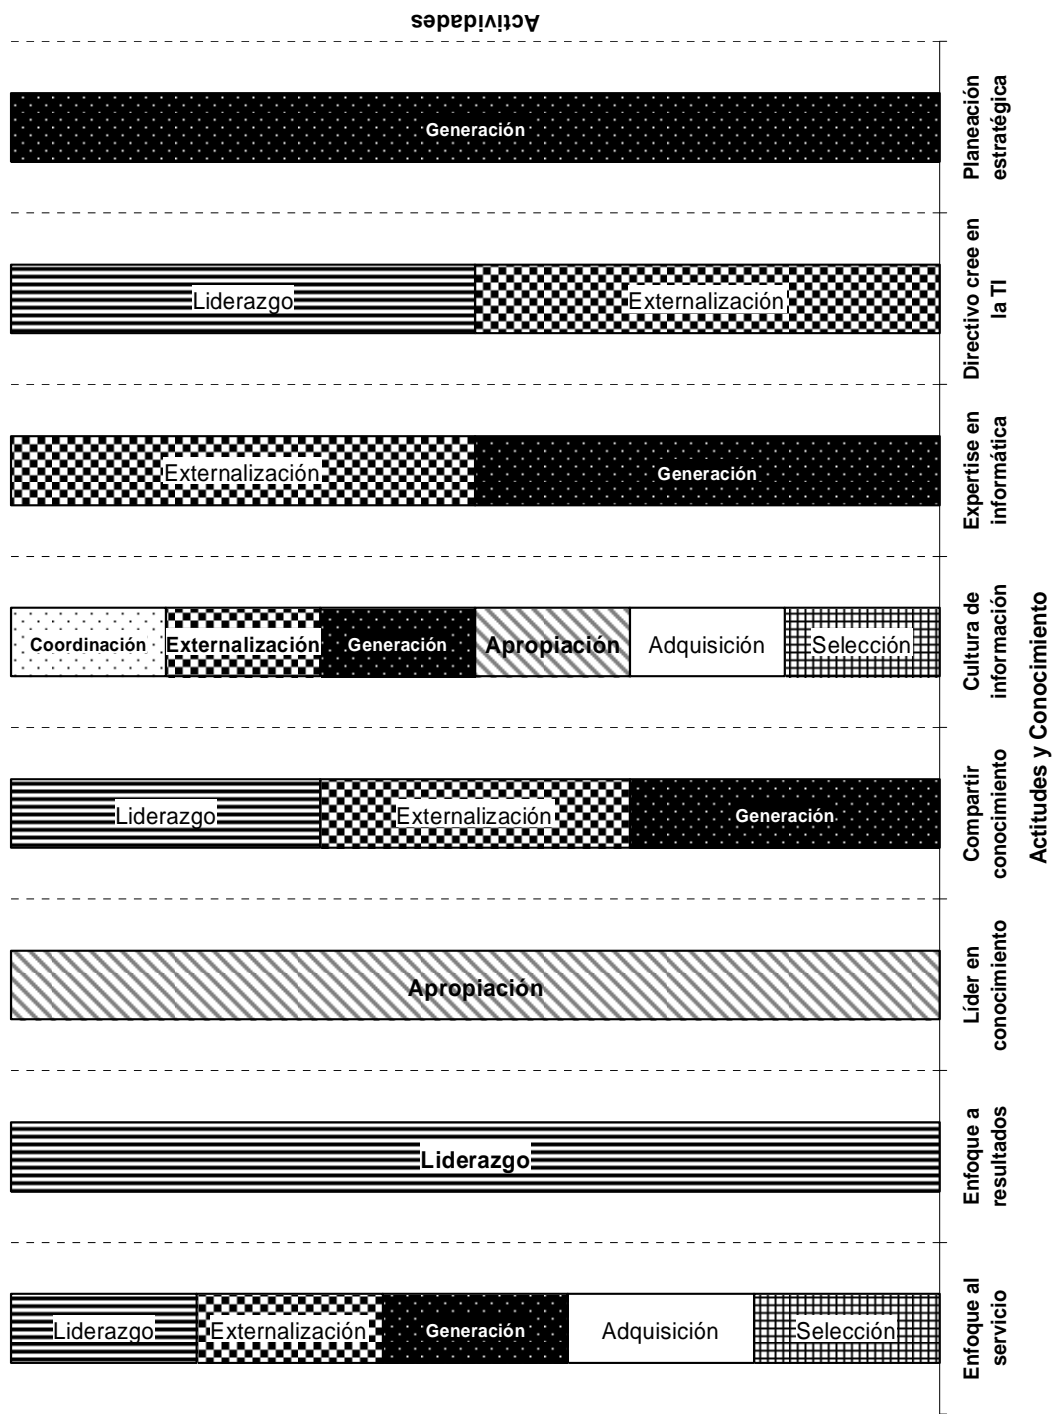 Actividades
Generación
Planeación
estratégica
Liderazgo
Externalización
Directivo cree en
la TI
Externalización
Generación
Expertise en
informática
Coordinación
Externalización
Generación
Apropiación
Adquisición
Selección
Cultura de
información
Liderazgo
Externalización
Generación
Compartir
conocimiento
Apropiación
Líder en
conocimiento
Liderazgo
Enfoque a
resultados
Liderazgo
Externalización
Generación
Adquisición
Selección
Enfoque al
servicio
Actitudes y Conocimiento